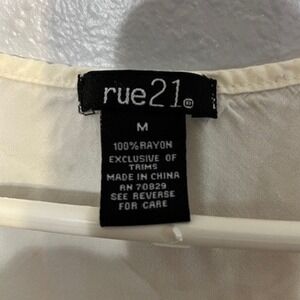 rue21
M
100% RAYON
EXCLUSIVE OF
TRIMS
MADE IN CHINA
RN 70829
SEE REVERSE
FOR CARE